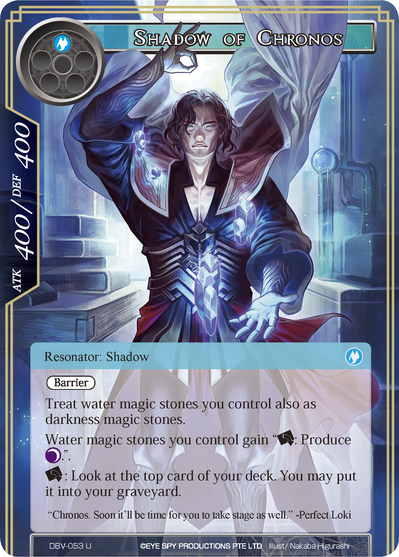 SHADOW OF CHRONOS
ATK 400/DEF 400
Resonator: Shadow
Barrier
Treat water magic stones you control also as
darkness magic stones.
Water magic stones you control gain “: Produce
.”.
: Look at the top card of your deck. You may put
it into your graveyard.
“Chronos. Soon it’ll be time for you to take stage as well.” -Perfect Loki
DBV-053 U ©EYE SPY PRODUCTIONS PTE LTD Illust/ Nakaba Higurashi